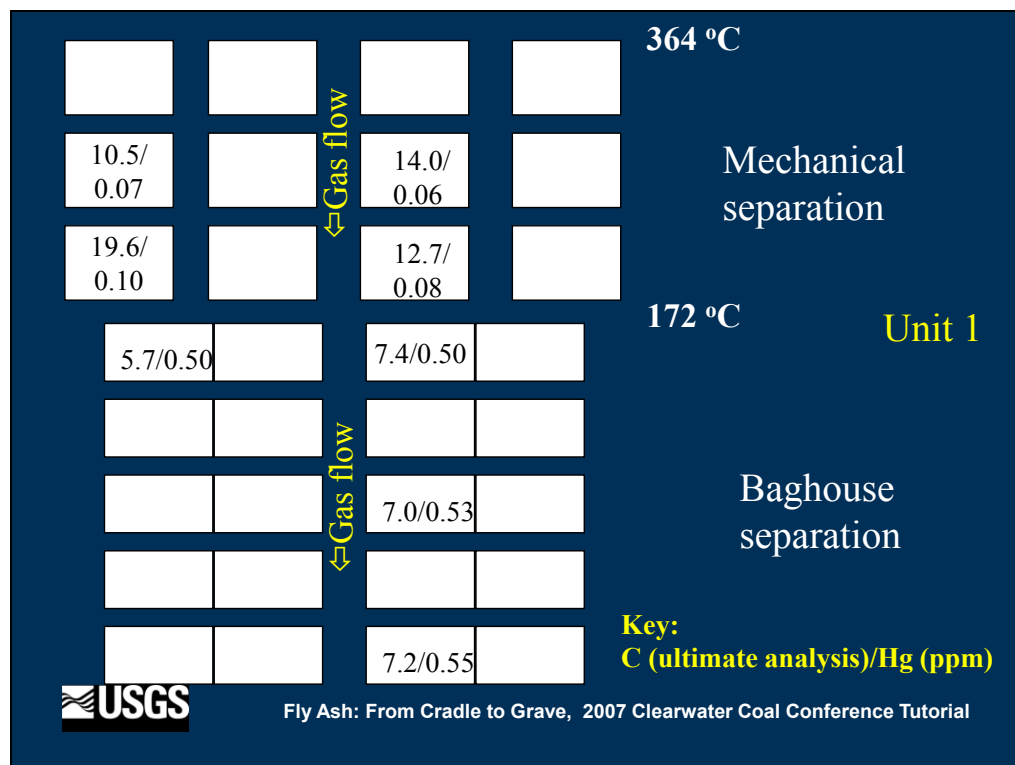 364 ºC
⇦Gas flow
10.5/
0.07
14.0/
0.06
Mechanical
separation
19.6/
0.10
12.7/
0.08
172 ºC
Unit 1
5.7/0.50
7.4/0.50
⇦Gas flow
7.0/0.53
Baghouse
separation
7.2/0.55
Key:
C (ultimate analysis)/Hg (ppm)
USGS
Fly Ash: From Cradle to Grave, 2007 Clearwater Coal Conference Tutorial